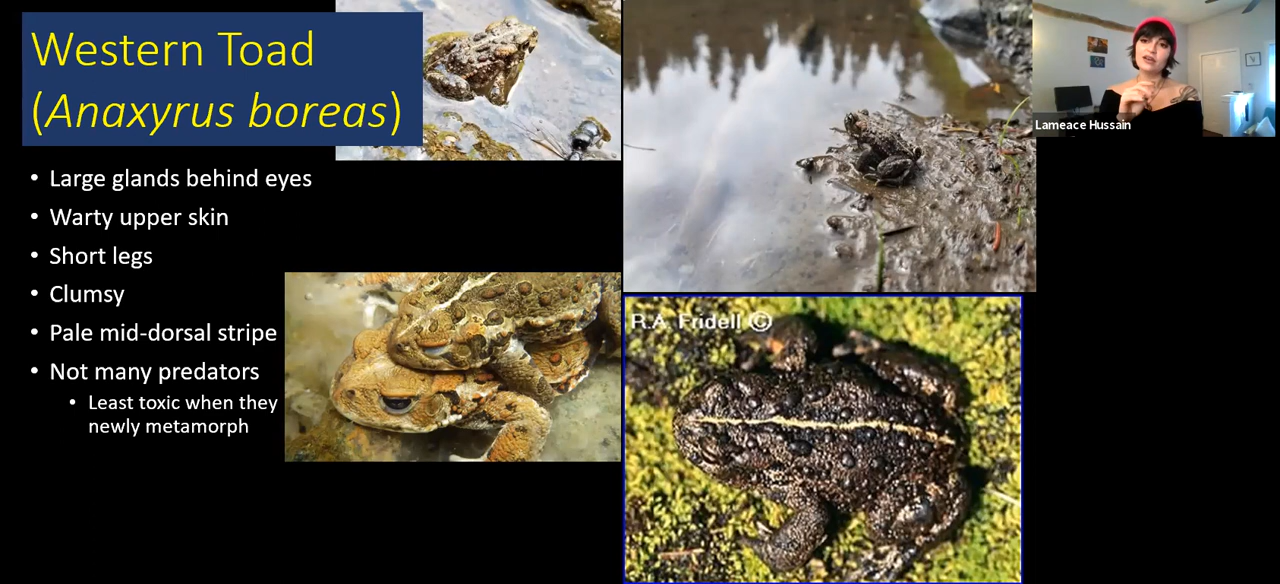 Western Toad
(Anaxyrus boreas)
• Large glands behind eyes
• Warty upper skin
• Short legs
• Clumsy
• Pale mid-dorsal stripe
• Not many predators
• Least toxic when they
newly metamorph
R.A. Fridell ©
Lameace Hussain